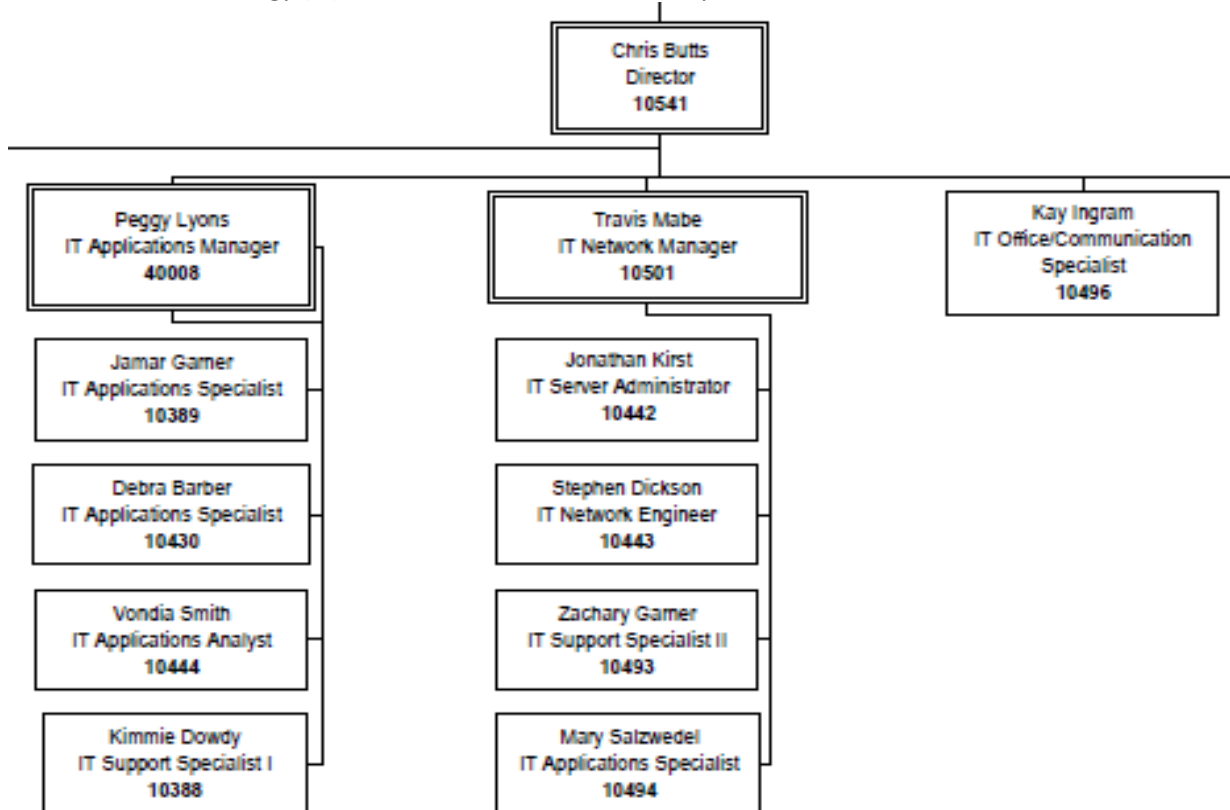 Chris Butts
Director
10541
Peggy Lyons
IT Applications Manager
40008
Travis Mabe
IT Network Manager
10501
Kay Ingram
IT Office/Communication
Specialist
10496
Jamar Garner
IT Applications Specialist
10389
Debra Barber
IT Applications Specialist
10430
Vondia Smith
IT Applications Analyst
10444
Kimmie Dowdy
IT Support Specialist I
10388
Jonathan Kirst
IT Server Administrator
10442
Stephen Dickson
IT Network Engineer
10443
Zachary Garner
IT Support Specialist II
10493
Mary Salzwedel
IT Applications Specialist
10494